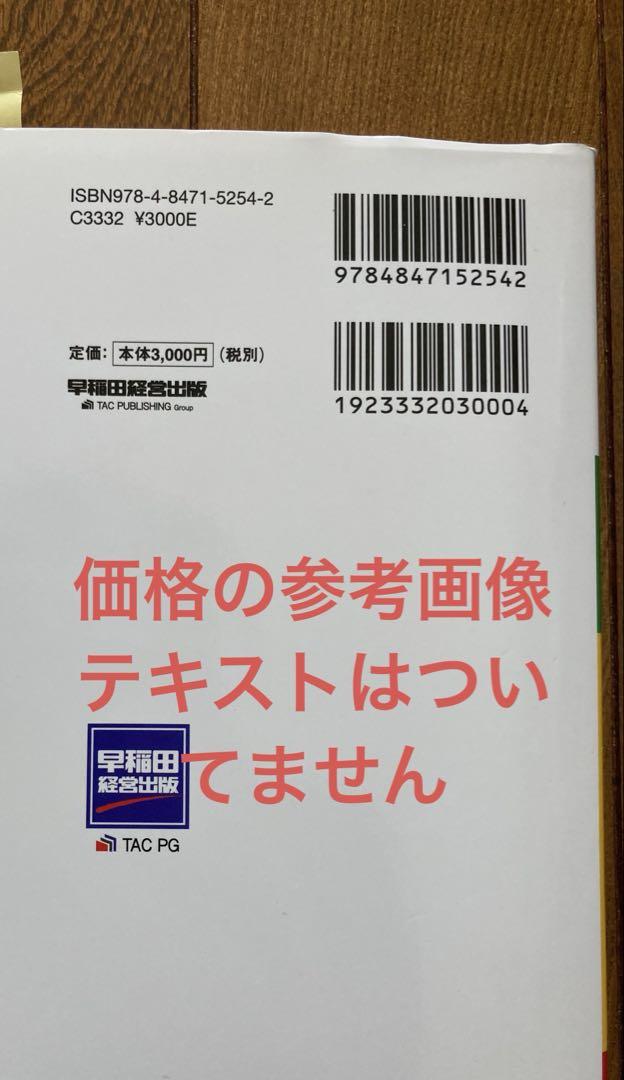 ISBN978-4-8471-5254-2
C3332 ¥3000E
9784847152542
定価：本体3,000円（税別）
早稲田経営出版
TAC PUBLISHING Group
1923332030004
価格の参考画像
テキストはつい
てません
早稲田
経営出版
TAC PG